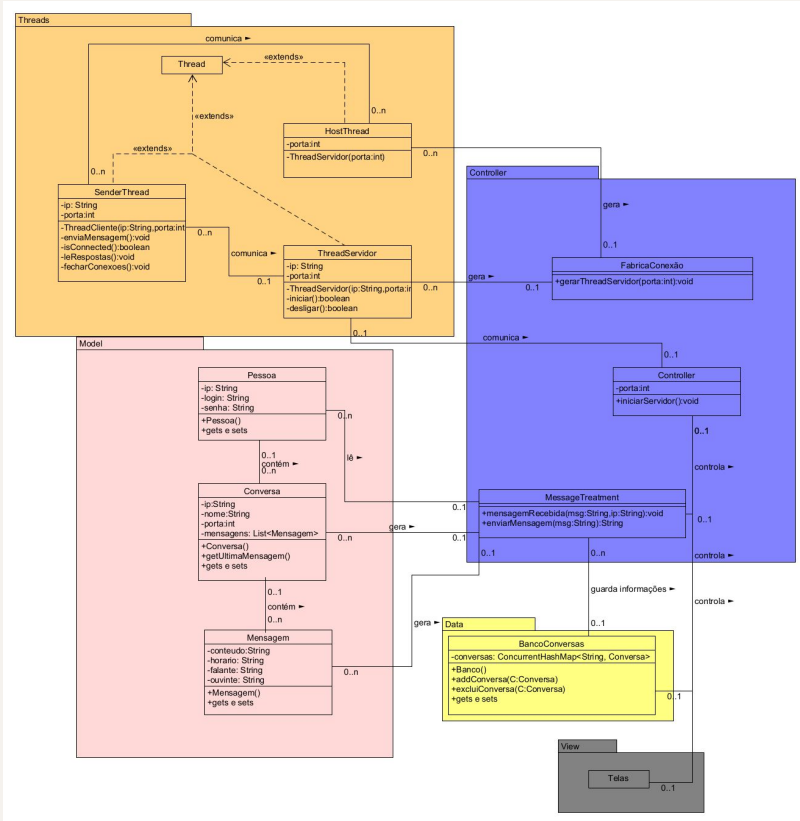 Threads
comunica ►
Thread
«extends»
«extends»
«extends»
0..n
HostThread
-porta:int
-ThreadServidor(porta:int)
0..n
0..n
SenderThread
-ip: String
-porta:int
-ThreadCliente(ip:String,porta:int
-enviaMensagem():void
-isConnected():boolean
-leRespostas():void
-fecharConexoes():void
0..n
comunica ►
0..1
ThreadServidor
-ip: String
-porta:int
-ThreadServidor(ip:String,porta:ir
-iniciar():boolean
-desligar():boolean
0..n
gera ►
0..1
0..1
Controller
gera ►
0..1
FabricaConexão
+gerarThreadServidor(porta:int):void
comunica ►
0..1
Controller
-porta:int
+iniciarServidor():void
0..1
controla ►
Model
Pessoa
-ip: String
-login: String
-senha: String
+Pessoa()
+gets e sets
0..n
lê ►
0..1
contém ►
0..n
Conversa
-ip:String
-nome:String
-porta:int
-mensagens: List<Mensagem>
+Conversa()
+getUltimaMensagem()
+gets e sets
0..n
gera ►
0..1
0..1
MessageTreatment
+mensagemRecebida(msg:String,ip:String):void
+enviarMensagem(msg:String):String
0..1
0..1
0..n
controla ►
guarda informações ►
controla ►
0..1
0..1
contém ►
0..n
Mensagem
-conteudo:String
-horario: String
-falante: String
-ouvinte: String
+Mensagem()
+gets e sets
0..n
gera ►
Data
BancoConversas
-conversas: ConcurrentHashMap<String, Conversa>
+Banco()
+addConversa(C:Conversa)
+excluiConversa(C:Conversa)
+gets e sets
0..1
View
Telas
0..1